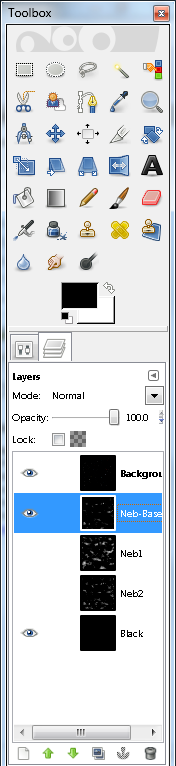 Toolbox
Layers
Mode: Normal
Opacity: 100.0
Lock:
Backgrou
Neb-Base
Neb1
Neb2
Black